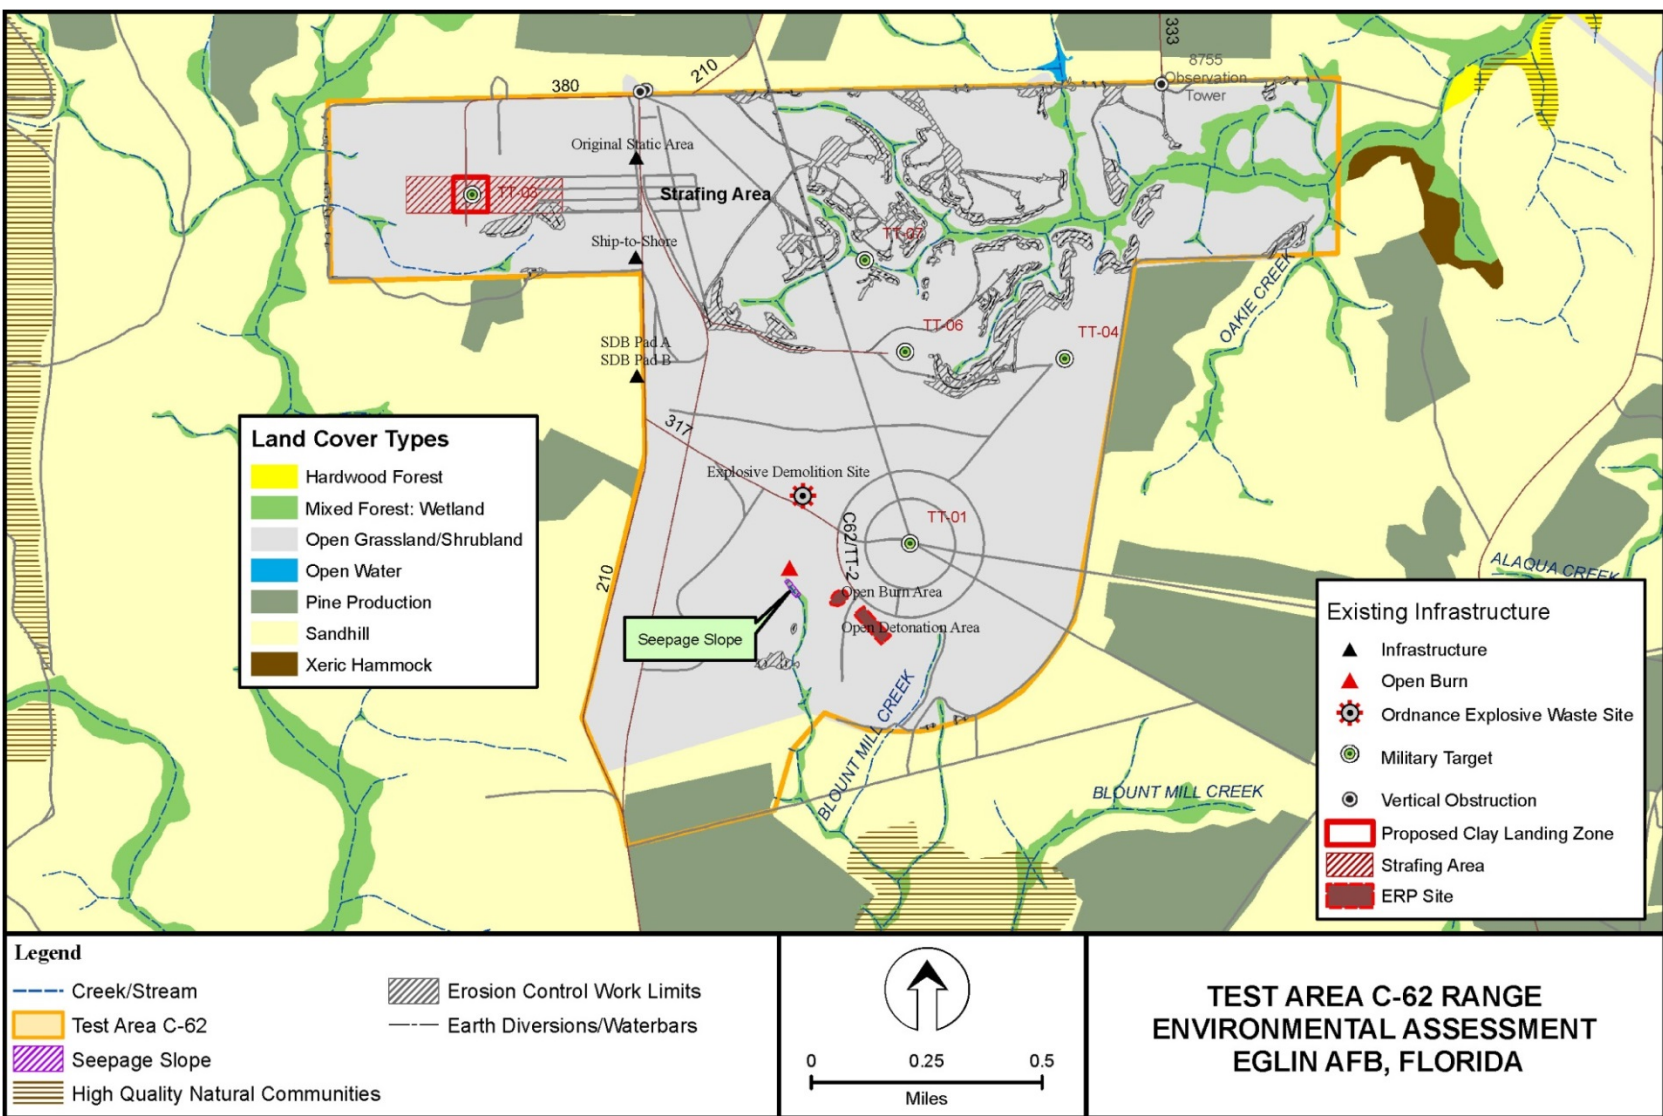 333
8755
Observation
Tower
210
380
Original Static Area
TT-03
Strafing Area
TT-07
Ship-to-Shore
OAKIE CREEK
TT-06
TT-04
SDB Pad A
SDB Pad B
317
Explosive Demolition Site
TT-01
C62/TT-2
210
Open Burn Area
Open Detonation Area
Seepage Slope
ALAQUA CREEK
BLOUNT MILL CREEK
BLOUNT MILL CREEK
Land Cover Types
Hardwood Forest
Mixed Forest: Wetland
Open Grassland/Shrubland
Open Water
Pine Production
Sandhill
Xeric Hammock
Existing Infrastructure
Infrastructure
Open Burn
Ordnance Explosive Waste Site
Military Target
Vertical Obstruction
Proposed Clay Landing Zone
Strafing Area
ERP Site
Legend
Creek/Stream
Test Area C-62
Seepage Slope
High Quality Natural Communities
Erosion Control Work Limits
Earth Diversions/Waterbars
0 0.25 0.5
Miles
TEST AREA C-62 RANGE
ENVIRONMENTAL ASSESSMENT
EGLIN AFB, FLORIDA